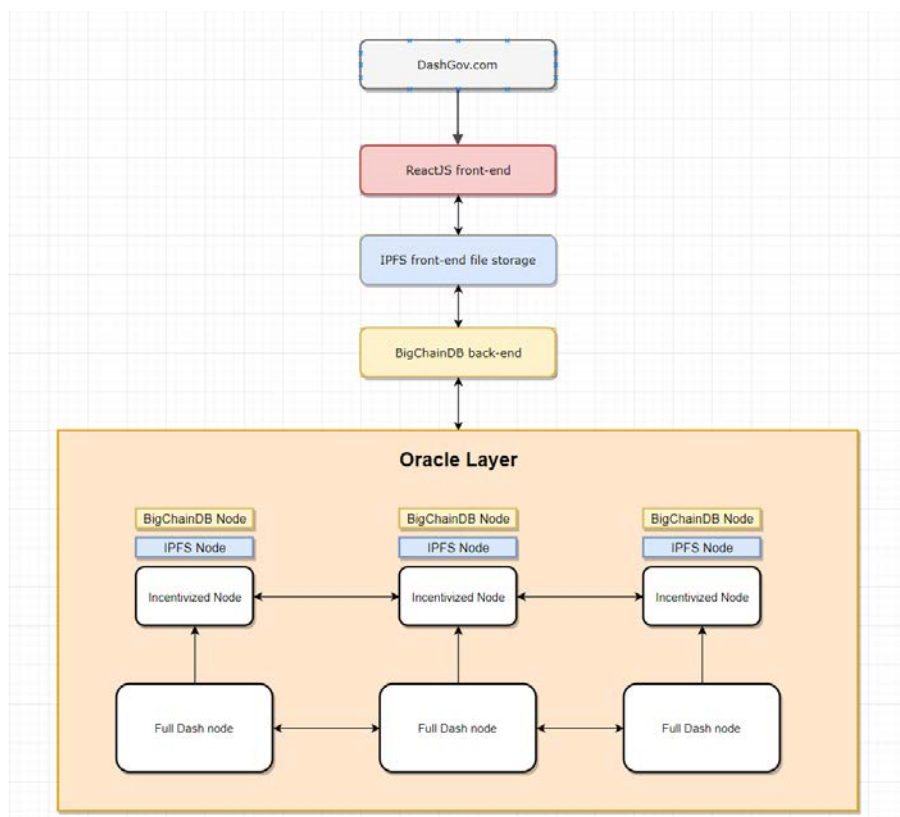 DashGov.com
ReactJS front-end
IPFS front-end file storage
BigChainDB back-end
Oracle Layer
BigChainDB Node
BigChainDB Node
BigChainDB Node
IPFS Node
IPFS Node
IPFS Node
Incentivized Node
Incentivized Node
Incentivized Node
Full Dash node
Full Dash node
Full Dash node